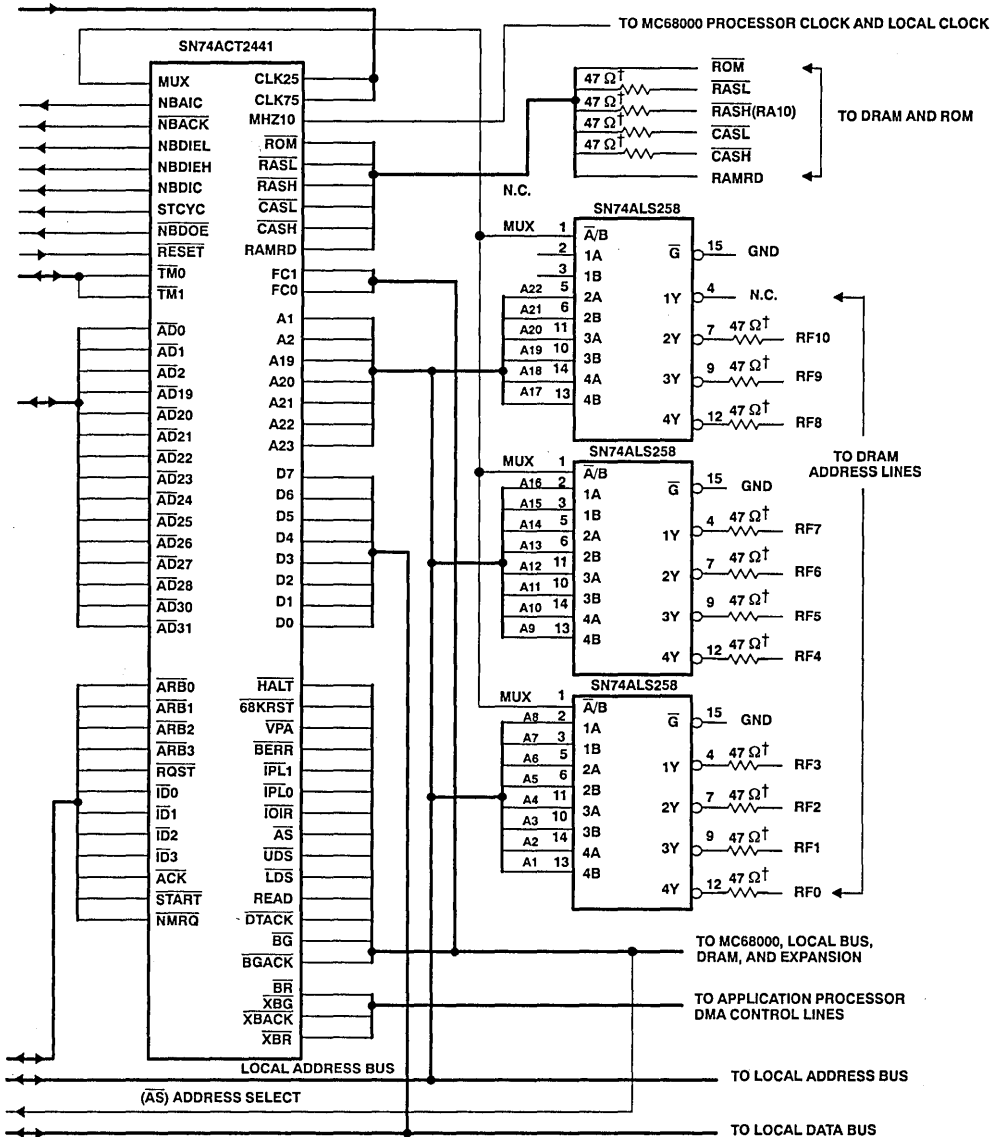 TO MC68000 PROCESSOR CLOCK AND LOCAL CLOCK
SN74ACT2441
MUX
NBAIC
NBACK
NBDIEL
NBDIEH
NBDIC
STCYC
NBDOE
RESET
TM0
TM1
AD0
AD1
AD2
AD19
AD20
AD21
AD22
AD23
AD24
AD25
AD26
AD27
AD28
AD30
AD31
ARB0
ARB1
ARB2
ARB3
RQST
ID0
ID1
ID2
ID3
ACK
START
NMRQ
CLK25
CLK75
MHZ10
ROM
RASL
RASH
CASL
CASH
RAMRD
FC1
FC0
A1
A2
A19
A20
A21
A22
A23
D7
D6
D5
D4
D3
D2
D1
D0
HALT
68KRST
VPA
BERR
IPL1
IPL0
IOIR
AS
UDS
LDS
READ
DTACK
BG
BGACK
BR
XBG
XBACK
XBR
ROM
47 Ω† RASL
47 Ω† RASH(RA10)
47 Ω† CASL
47 Ω† CASH
RAMRD
TO DRAM AND ROM
N.C.
SN74ALS258
MUX 1 A/B
2 1A
3 1B
A22 5 2A
A21 6 2B
A20 11 3A
A19 10 3B
A18 14 4A
A17 13 4B
G 15 GND
1Y 4 N.C.
2Y 7 47 Ω† RF10
3Y 9 47 Ω† RF9
4Y 12 47 Ω† RF8
TO DRAM
ADDRESS LINES
SN74ALS258
MUX 1 A/B
A16 2 1A
A15 3 1B
A14 5 2A
A13 6 2B
A12 11 3A
A11 10 3B
A10 14 4A
A9 13 4B
G 15 GND
1Y 4 47 Ω† RF7
2Y 7 47 Ω† RF6
3Y 9 47 Ω† RF5
4Y 12 47 Ω† RF4
SN74ALS258
MUX 1 A/B
A8 2 1A
A7 3 1B
A6 5 2A
A5 6 2B
A4 11 3A
A3 10 3B
A2 14 4A
A1 13 4B
G 15 GND
1Y 4 47 Ω† RF3
2Y 7 47 Ω† RF2
3Y 9 47 Ω† RF1
4Y 12 47 Ω† RF0
TO MC68000, LOCAL BUS,
DRAM, AND EXPANSION
TO APPLICATION PROCESSOR
DMA CONTROL LINES
LOCAL ADDRESS BUS
TO LOCAL ADDRESS BUS
(AS) ADDRESS SELECT
TO LOCAL DATA BUS